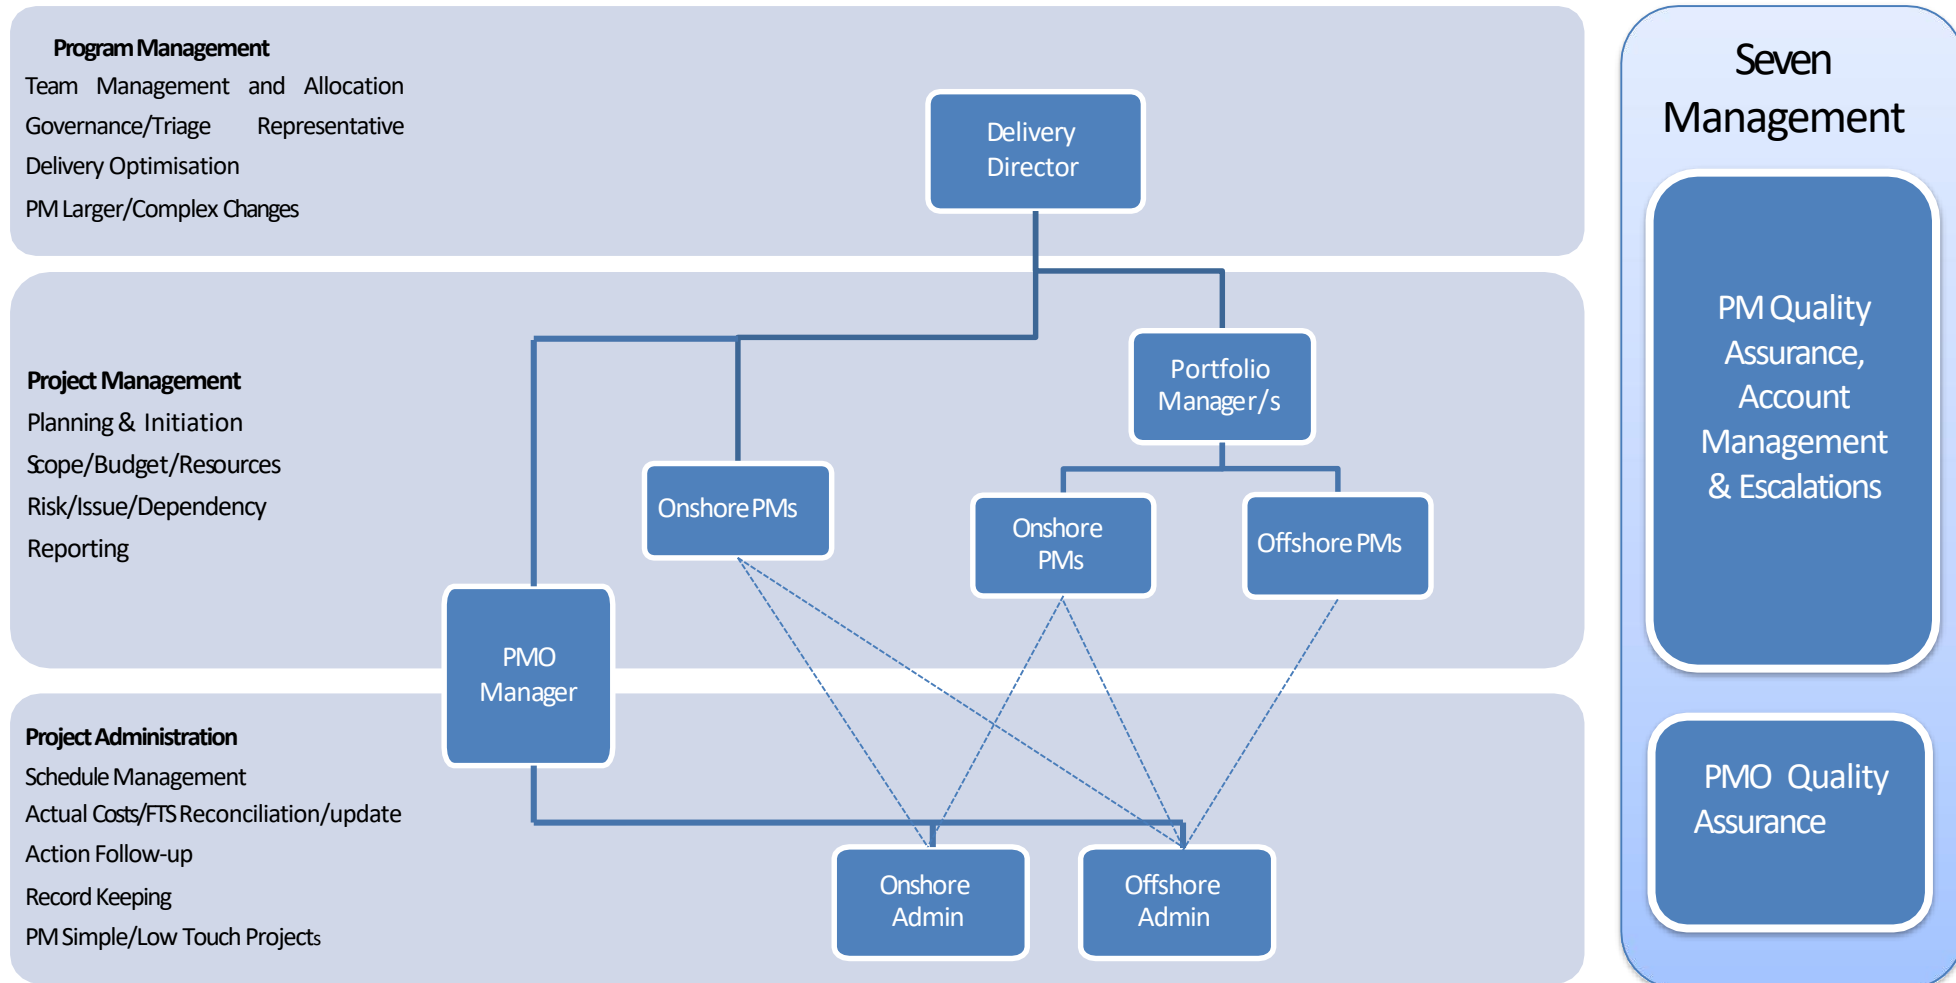 Program Management
Team Management and Allocation
Governance/Triage Representative
Delivery Optimisation
PM Larger/Complex Changes
Delivery
Director
Project Management
Planning & Initiation
Scope/Budget/Resources
Risk/Issue/Dependency
Reporting
Portfolio
Manager/s
Onshore PMs
Onshore
PMs
Offshore PMs
PMO
Manager
Project Administration
Schedule Management
Actual Costs/FTS Reconciliation/update
Action Follow-up
Record Keeping
PM Simple/Low Touch Projects
Onshore
Admin
Offshore
Admin
Seven
Management
PM Quality
Assurance,
Account
Management
& Escalations
PMO Quality
Assurance